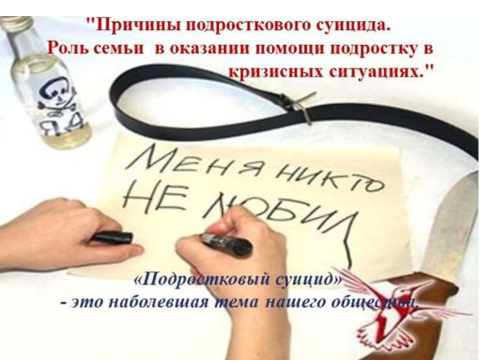 "Причины подросткового суицида.
Роль семьи в оказании помощи подростку в
кризисных ситуациях."
МЕНЯ НИКТО
НЕ ЛЮБИЛ
«Подростковый суицид»
- это наболевшая тема нашего общества.